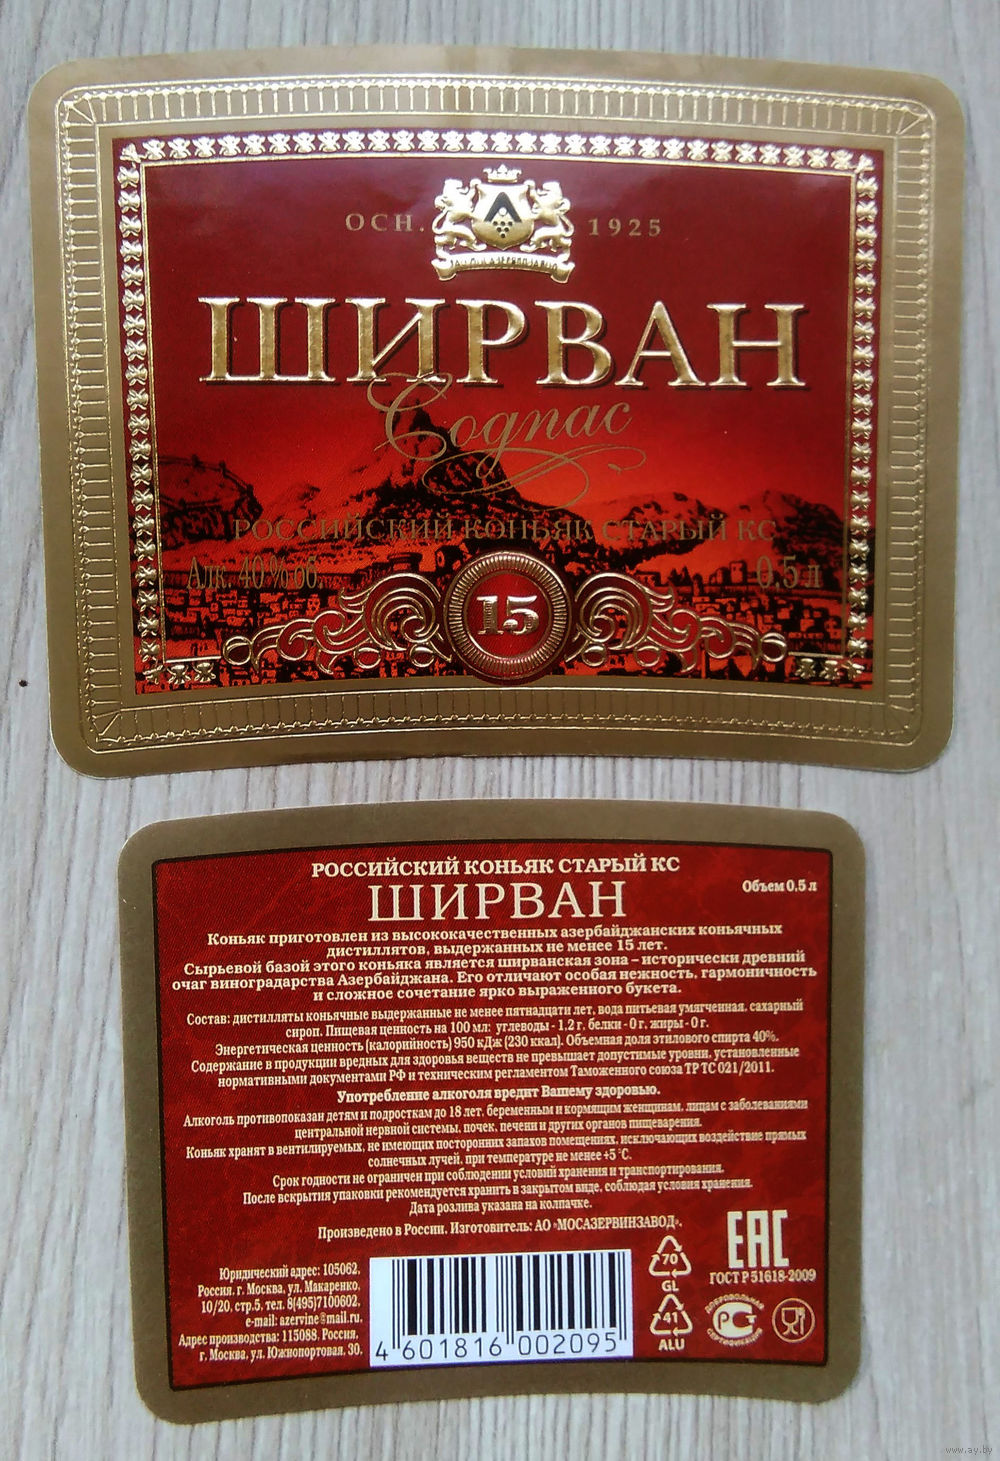 ОСН. 1925
ШИРВАН
Cognac
РОССИЙСКИЙ КОНЬЯК СТАРЫЙ КС
Алк. 40 % об. 0,5 л
15
РОССИЙСКИЙ КОНЬЯК СТАРЫЙ КС
ШИРВАН
Объем 0,5 л
Коньяк приготовлен из высококачественных азербайджанских коньячных
дистиллятов, выдержанных не менее 15 лет.
Сырьевой базой этого коньяка является ширванская зона – исторически древний
очаг виноградарства Азербайджана. Его отличают особая нежность, гармоничность
и сложное сочетание ярко выраженного букета.
Состав: дистилляты коньячные выдержанные не менее пятнадцати лет, вода питьевая умягченная, сахарный
сироп. Пищевая ценность на 100 мл: углеводы - 1,2 г, белки - 0 г, жиры - 0 г.
Энергетическая ценность (калорийность) 950 кДж (230 ккал). Объемная доля этилового спирта 40%.
Содержание в продукции вредных для здоровья веществ не превышает допустимые уровни, установленные
нормативными документами РФ и техническим регламентом Таможенного союза ТР ТС 021/2011.
Употребление алкоголя вредит Вашему здоровью.
Алкоголь противопоказан детям и подросткам до 18 лет, беременным и кормящим женщинам, лицам с заболеваниями
центральной нервной системы, почек, печени и других органов пищеварения.
Коньяк хранят в вентилируемых, не имеющих посторонних запахов помещениях, исключающих воздействие прямых
солнечных лучей, при температуре не менее +5 °С.
Срок годности не ограничен при соблюдении условий хранения и транспортирования.
После вскрытия упаковки рекомендуется хранить в закрытом виде, соблюдая условия хранения.
Дата розлива указана на колпачке.
Произведено в России. Изготовитель: АО «МОСАЗЕРВИНЗАВОД».
Юридический адрес: 105062,
Россия, г. Москва, ул. Макаренко,
10/20, стр.5, тел. 8(495)7100602,
e-mail: azervine@mail.ru.
Адрес производства: 115088, Россия,
г. Москва, ул. Южнопортовая, 30.
4 601816 002095
70
GL
41
ALU
ЕАС
ГОСТ Р 51618-2009
ДОБРОВОЛЬНАЯ
СЕРТИФИКАЦИЯ
www.ay.by